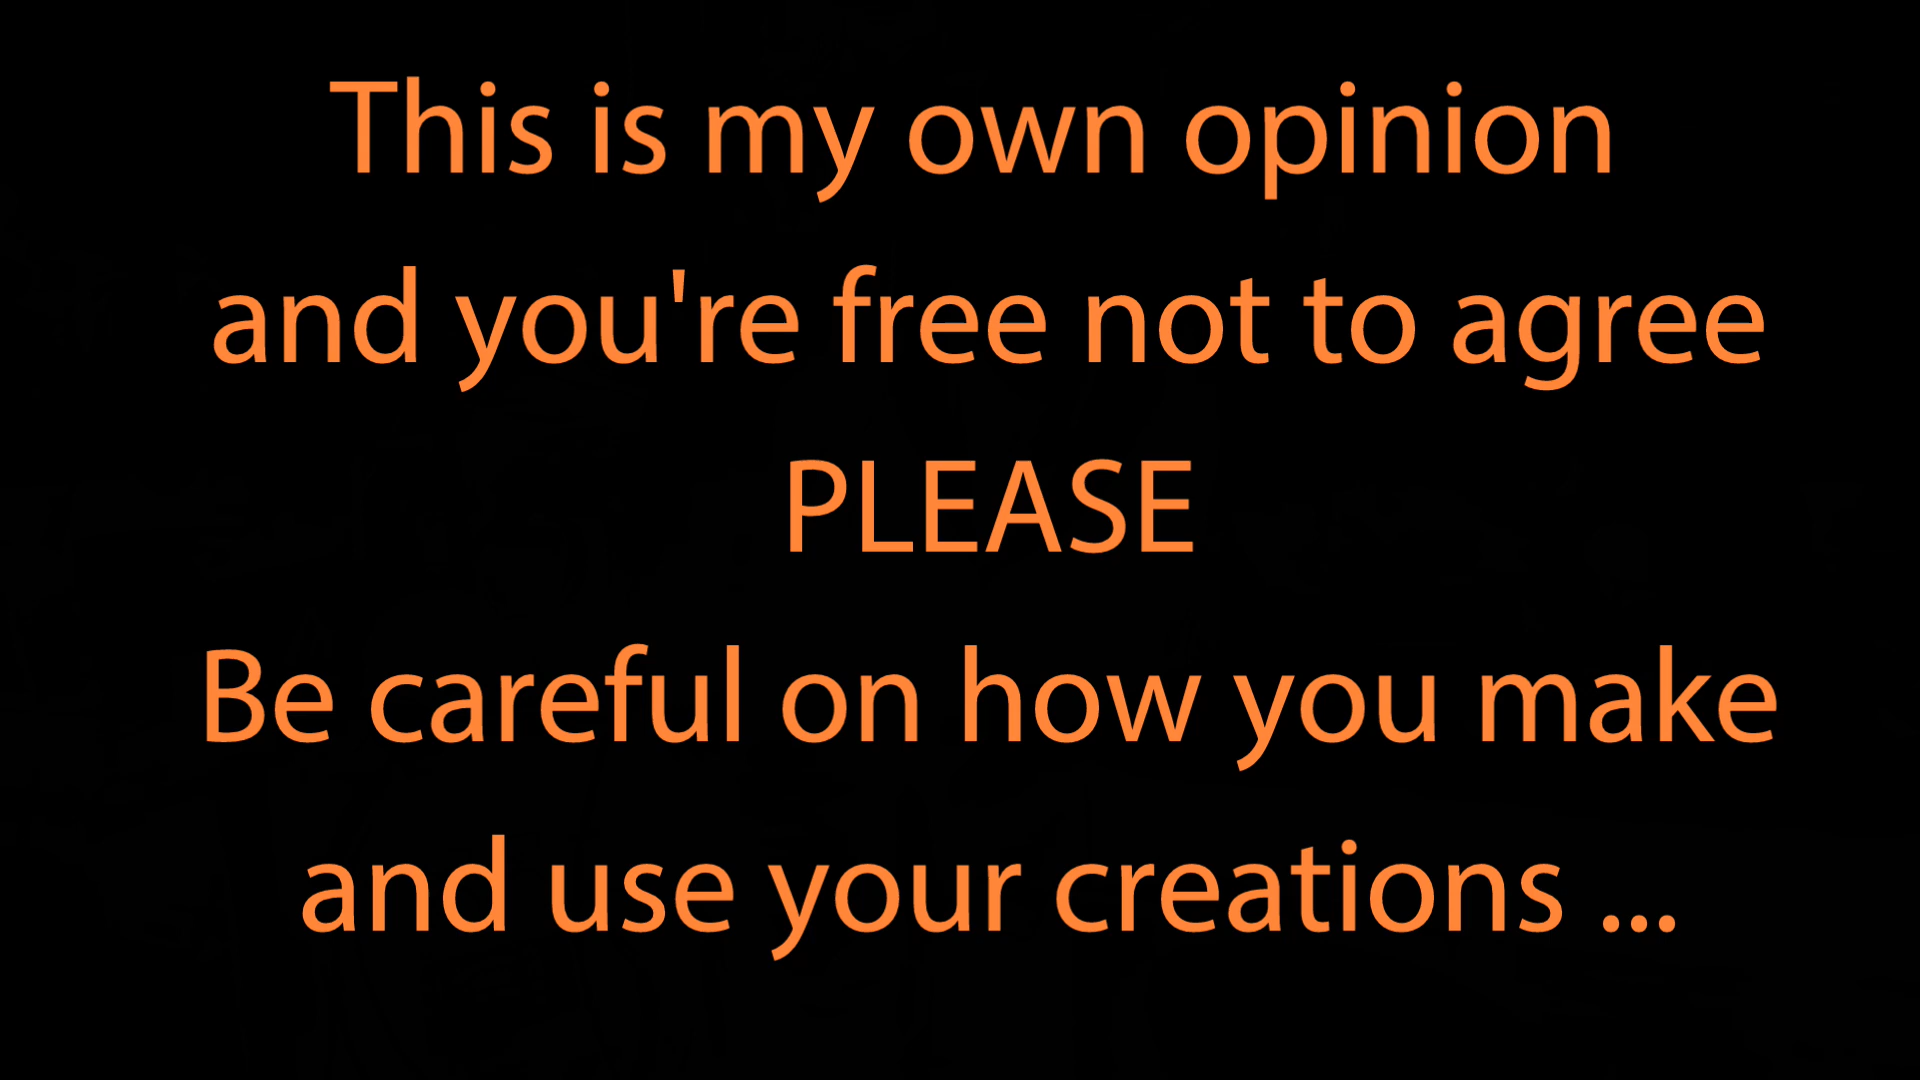 This is my own opinion
and you're free not to agree
PLEASE
Be careful on how you make
and use your creations ...